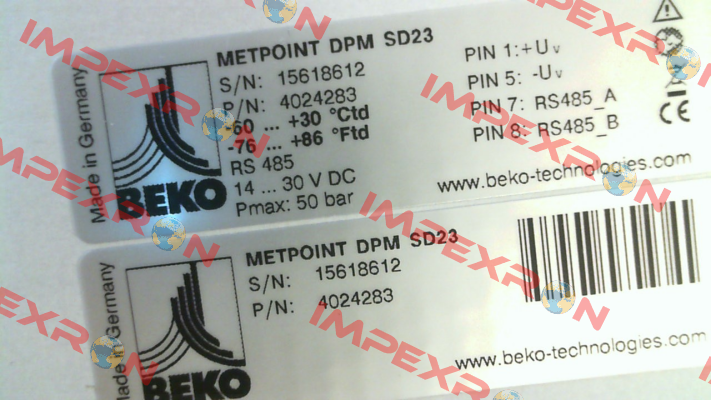 METPOINT DPM SD23
S/N: 15618612
P/N: 4024283
-60 ... +30 °Ctd
-76 ... +86 °Ftd
RS 485
14 ... 30 V DC
Pmax: 50 bar
PIN 1:+Uv
PIN 5: -Uv
PIN 7: RS485_A
PIN 8: RS485_B
CE
www.beko-technologies.com
Made in Germany
BEKO
METPOINT DPM SD23
S/N: 15618612
P/N: 4024283
www.beko-technologies.com
Made in Germany
BEKO
IMPEXRON
IMPEXRON
IMPEXRON
IMPEXRON
IMPEXRON
IMPEXRON